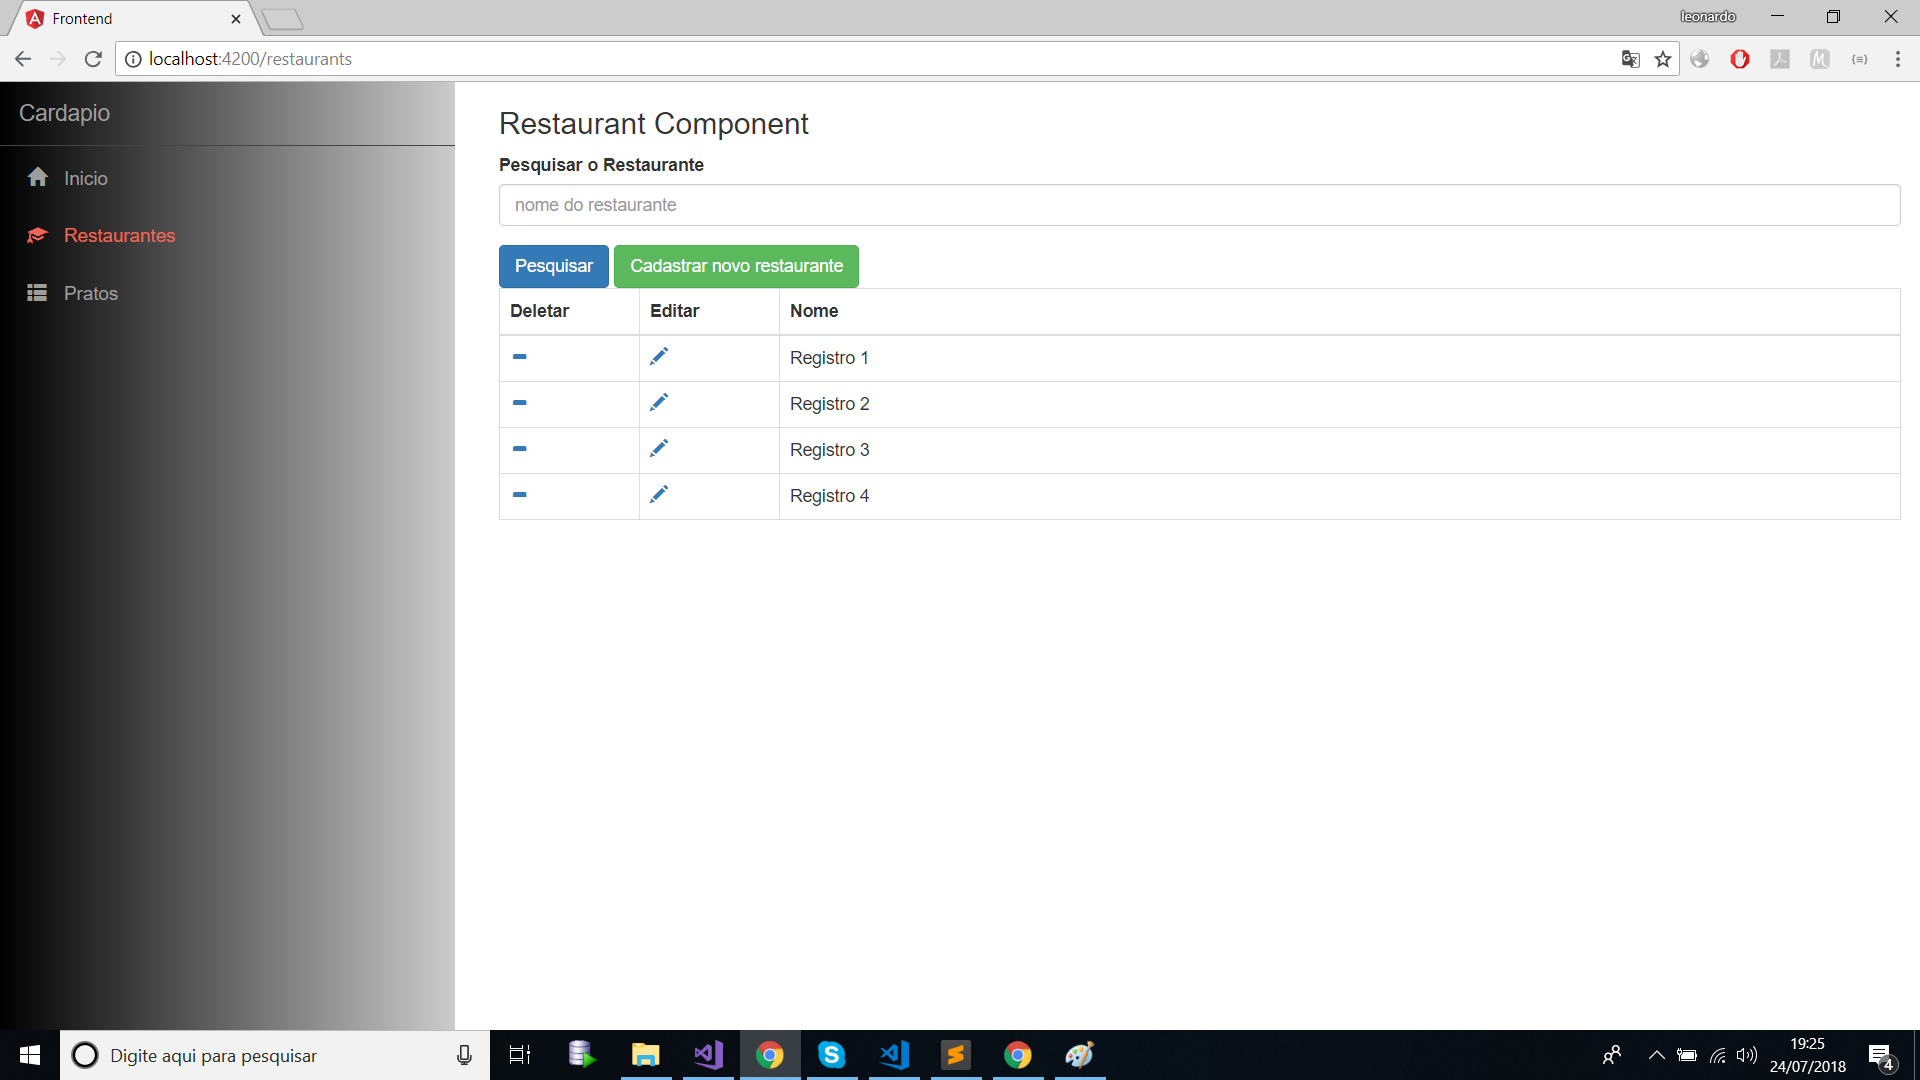 Frontend
leonardo
localhost:4200/restaurants
Cardapio
Inicio
Restaurantes
Pratos
Restaurant Component
Pesquisar o Restaurante
nome do restaurante
Pesquisar Cadastrar novo restaurante
Deletar Editar Nome
Registro 1
Registro 2
Registro 3
Registro 4
Digite aqui para pesquisar
19:25
24/07/2018
4